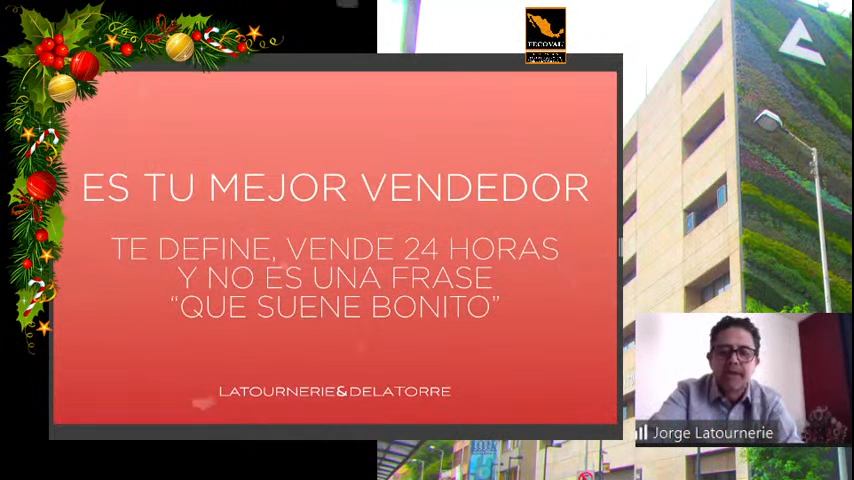 TECOVAL
ES TU MEJOR VENDEDOR
TE DEFINE, VENDE 24 HORAS
Y NO ES UNA FRASE
“QUE SUENE BONITO”
LATOURNERIE&DELATORRE
Jorge Latournerie